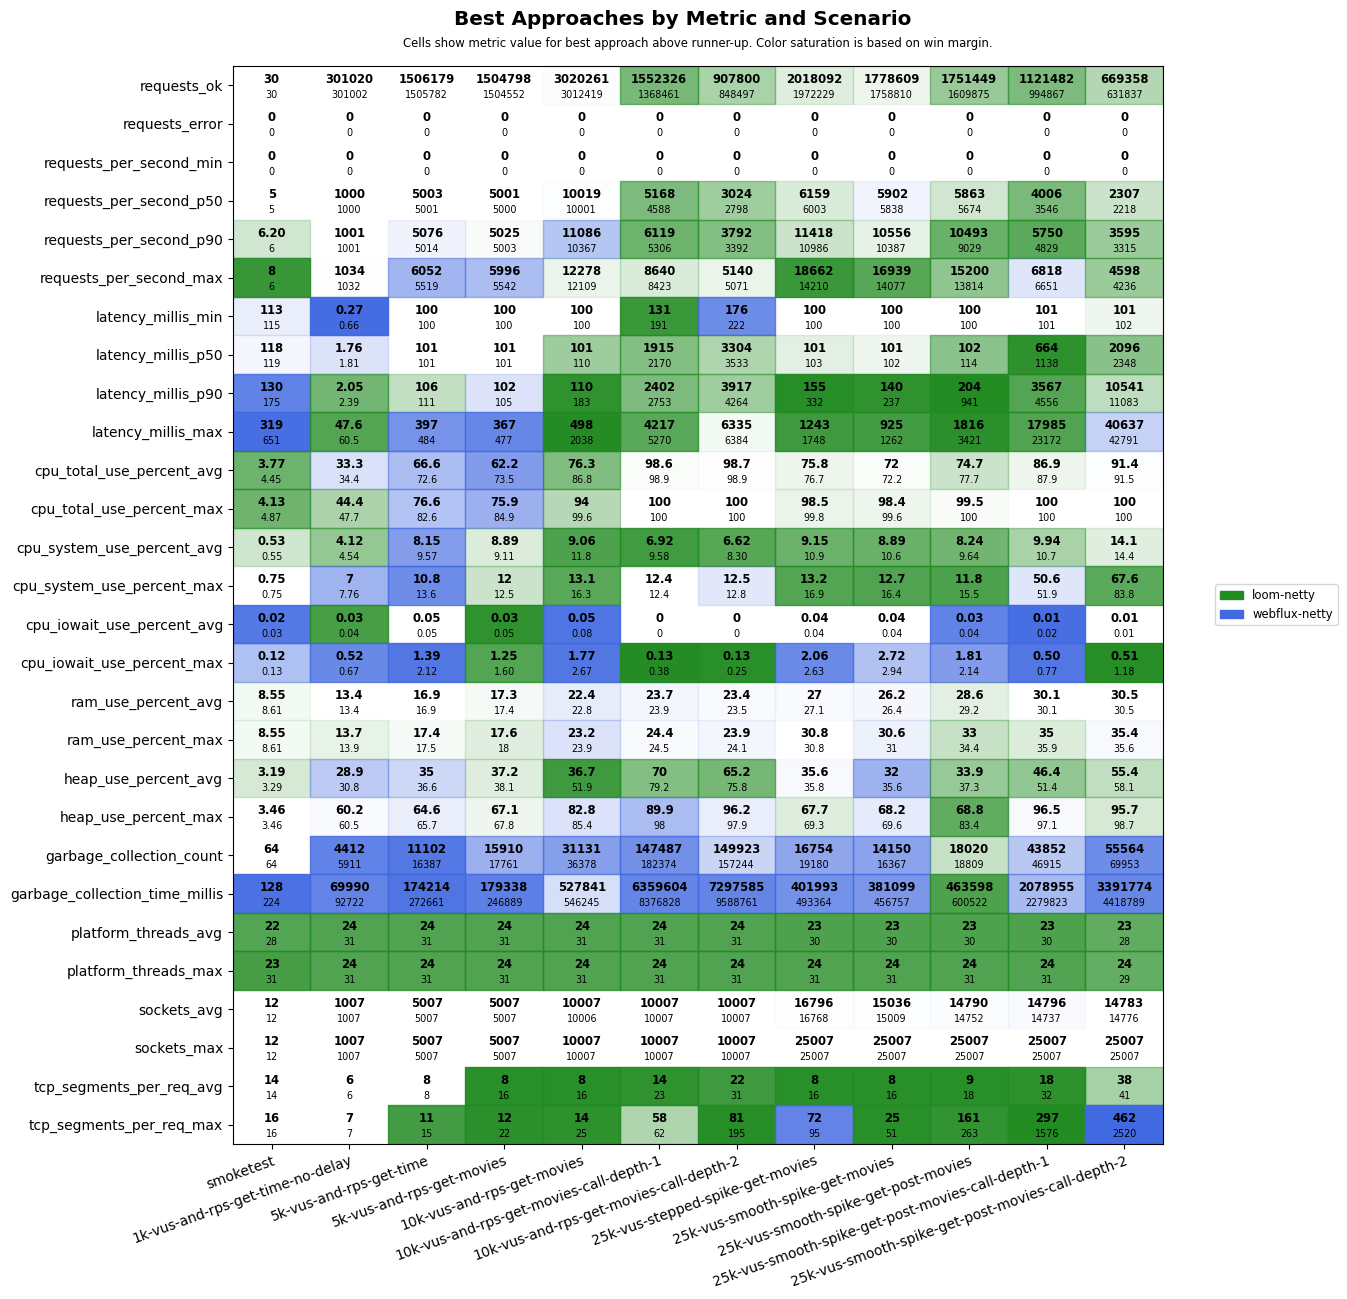 Best Approaches by Metric and Scenario
Cells show metric value for best approach above runner-up. Color saturation is based on win margin.
requests_ok
30 301020 1506179 1504798 3020261 1552326 907800 2018092 1778609 1751449 1121482 669358
30 301002 1505782 1504552 3012419 1368461 848497 1972229 1758810 1609875 994867 631837
requests_error
0 0 0 0 0 0 0 0 0 0 0 0
0 0 0 0 0 0 0 0 0 0 0 0
requests_per_second_min
0 0 0 0 0 0 0 0 0 0 0 0
0 0 0 0 0 0 0 0 0 0 0 0
requests_per_second_p50
5 1000 5003 5001 10019 5168 3024 6159 5902 5863 4006 2307
5 1000 5001 5000 10001 4588 2798 6003 5838 5674 3546 2218
requests_per_second_p90
6.20 1001 5076 5025 11086 6119 3792 11418 10556 10493 5750 3595
6 1001 5014 5003 10367 5306 3392 10986 10387 9029 4829 3315
requests_per_second_max
8 1034 6052 5996 12278 8640 5140 18662 16939 15200 6818 4598
6 1032 5519 5542 12109 8423 5071 14210 14077 13814 6651 4236
latency_millis_min
113 0.27 100 100 100 131 176 100 100 100 101 101
115 0.66 100 100 100 191 222 100 100 100 101 102
latency_millis_p50
118 1.76 101 101 101 1915 3304 101 101 102 664 2096
119 1.81 101 101 110 2170 3533 103 102 114 1138 2348
latency_millis_p90
130 2.05 106 102 110 2402 3917 155 140 204 3567 10541
175 2.39 111 105 183 2753 4264 332 237 941 4556 11083
latency_millis_max
319 47.6 397 367 498 4217 6335 1243 925 1816 17985 40637
651 60.5 484 477 2038 5270 6384 1748 1262 3421 23172 42791
cpu_total_use_percent_avg
3.77 33.3 66.6 62.2 76.3 98.6 98.7 75.8 72 74.7 86.9 91.4
4.45 34.4 72.6 73.5 86.8 98.9 98.9 76.7 72.2 77.7 87.9 91.5
cpu_total_use_percent_max
4.13 44.4 76.6 75.9 94 100 100 98.5 98.4 99.5 100 100
4.87 47.7 82.6 84.9 99.6 100 100 99.8 99.6 100 100 100
cpu_system_use_percent_avg
0.53 4.12 8.15 8.89 9.06 6.92 6.62 9.15 8.89 8.24 9.94 14.1
0.55 4.54 9.57 9.11 11.8 9.58 8.30 10.9 10.6 9.64 10.7 14.4
cpu_system_use_percent_max
0.75 7 10.8 12 13.1 12.4 12.5 13.2 12.7 11.8 50.6 67.6
0.75 7.76 13.6 12.5 16.3 12.4 12.8 16.9 16.4 15.5 51.9 83.8
cpu_iowait_use_percent_avg
0.02 0.03 0.05 0.03 0.05 0 0 0.04 0.04 0.03 0.01 0.01
0.03 0.04 0.05 0.05 0.08 0 0 0.04 0.04 0.04 0.02 0.01
cpu_iowait_use_percent_max
0.12 0.52 1.39 1.25 1.77 0.13 0.13 2.06 2.72 1.81 0.50 0.51
0.13 0.67 2.12 1.60 2.67 0.38 0.25 2.63 2.94 2.14 0.77 1.18
ram_use_percent_avg
8.55 13.4 16.9 17.3 22.4 23.7 23.4 27 26.2 28.6 30.1 30.5
8.61 13.4 16.9 17.4 22.8 23.9 23.5 27.1 26.4 29.2 30.1 30.5
ram_use_percent_max
8.55 13.7 17.4 17.6 23.2 24.4 23.9 30.8 30.6 33 35 35.4
8.61 13.9 17.5 18 23.9 24.5 24.1 30.8 31 34.4 35.9 35.6
heap_use_percent_avg
3.19 28.9 35 37.2 36.7 70 65.2 35.6 32 33.9 46.4 55.4
3.29 30.8 36.6 38.1 51.9 79.2 75.8 35.8 35.6 37.3 51.4 58.1
heap_use_percent_max
3.46 60.2 64.6 67.1 82.8 89.9 96.2 67.7 68.2 68.8 96.5 95.7
3.46 60.5 65.7 67.8 85.4 98 97.9 69.3 69.6 83.4 97.1 98.7
garbage_collection_count
64 4412 11102 15910 31131 147487 149923 16754 14150 18020 43852 55564
64 5911 16387 17761 36378 182374 157244 19180 16367 18809 46915 69953
garbage_collection_time_millis
128 69990 174214 179338 527841 6359604 7297585 401993 381099 463598 2078955 3391774
224 92722 272661 246889 546245 8376828 9588761 493364 456757 600522 2279823 4418789
platform_threads_avg
22 24 24 24 24 24 24 23 23 23 23 23
28 31 31 31 31 31 31 30 30 30 30 28
platform_threads_max
23 24 24 24 24 24 24 24 24 24 24 24
31 31 31 31 31 31 31 31 31 31 31 29
sockets_avg
12 1007 5007 5007 10007 10007 10007 16796 15036 14790 14796 14783
12 1007 5007 5007 10006 10007 10007 16768 15009 14752 14737 14776
sockets_max
12 1007 5007 5007 10007 10007 10007 25007 25007 25007 25007 25007
12 1007 5007 5007 10007 10007 10007 25007 25007 25007 25007 25007
tcp_segments_per_req_avg
14 6 8 8 8 14 22 8 8 9 18 38
14 6 8 16 16 23 31 16 16 18 32 41
tcp_segments_per_req_max
16 7 11 12 14 58 81 72 25 161 297 462
16 7 15 22 25 62 195 95 51 263 1576 2520
loom-netty
webflux-netty
smoketest
1k-vus-and-rps-get-time-no-delay
5k-vus-and-rps-get-time
5k-vus-and-rps-get-movies
10k-vus-and-rps-get-movies
10k-vus-and-rps-get-movies-call-depth-1
10k-vus-and-rps-get-movies-call-depth-2
25k-vus-stepped-spike-get-movies
25k-vus-smooth-spike-get-movies
25k-vus-smooth-spike-get-post-movies
25k-vus-smooth-spike-get-post-movies-call-depth-1
25k-vus-smooth-spike-get-post-movies-call-depth-2